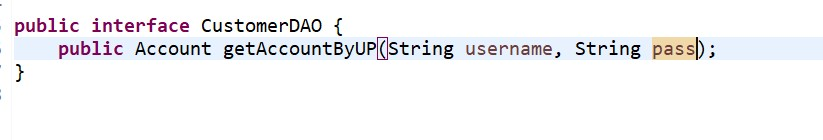 public interface CustomerDAO {
    public Account getAccountByUP(String username, String pass);
}